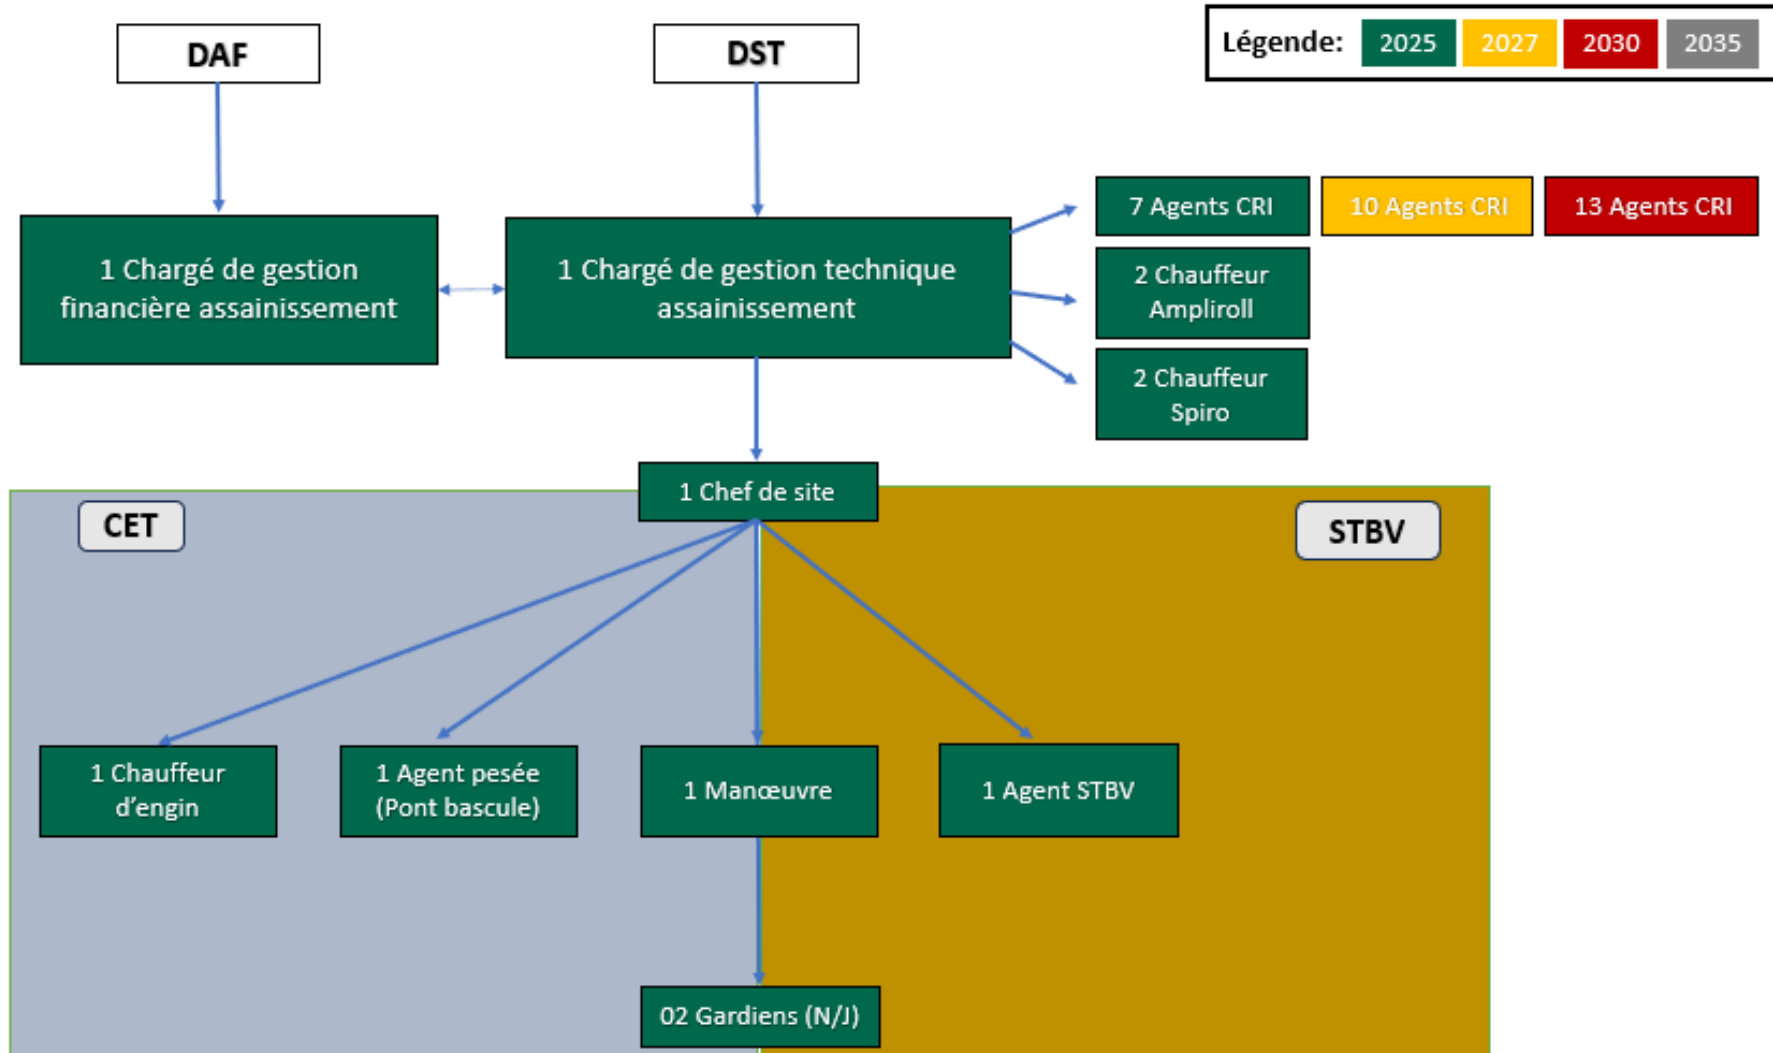 DAF
DST
Légende: 2025 2027 2030 2035
7 Agents CRI
10 Agents CRI
13 Agents CRI
1 Chargé de gestion
financière assainissement
1 Chargé de gestion technique
assainissement
2 Chauffeur
Ampliroll
2 Chauffeur
Spiro
1 Chef de site
CET
STBV
1 Chauffeur
d’engin
1 Agent pesée
(Pont bascule)
1 Manœuvre
1 Agent STBV
02 Gardiens (N/J)